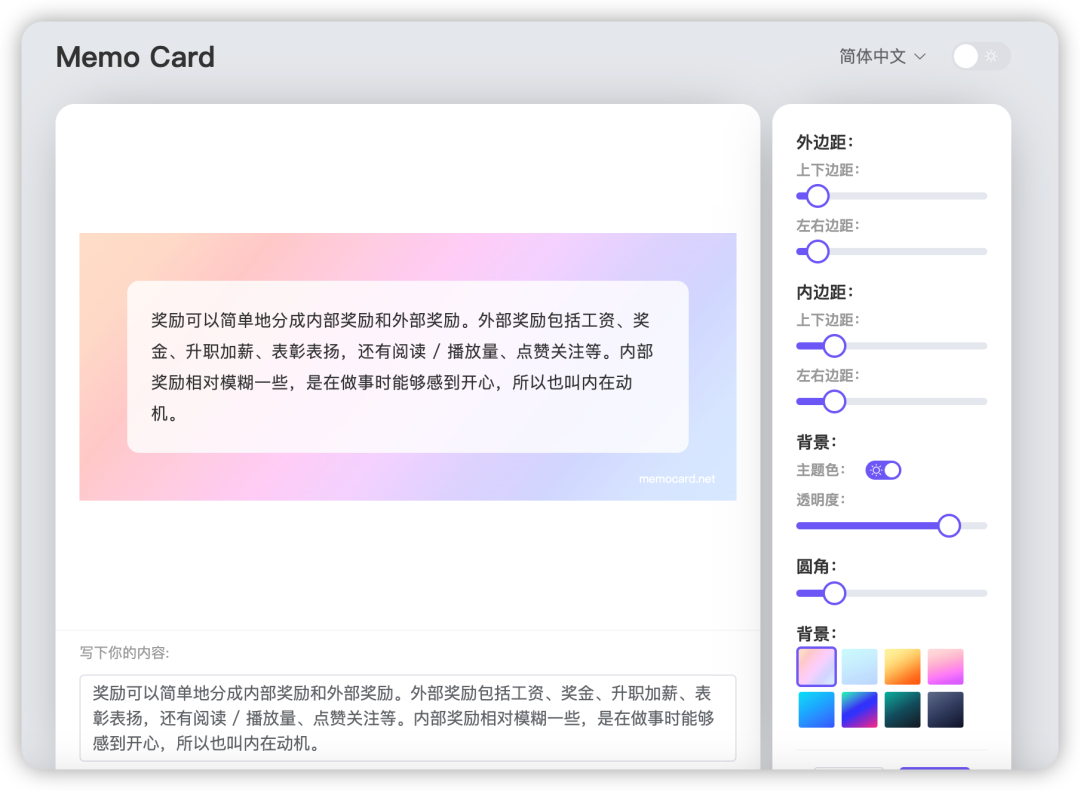 Memo Card
简体中文
奖励可以简单地分成内部奖励和外部奖励。外部奖励包括工资、奖
金、升职加薪、表彰表扬，还有阅读 / 播放量、点赞关注等。内部
奖励相对模糊一些，是在做事时能够感到开心，所以也叫内在动
机。
memocard.net
写下你的内容:
奖励可以简单地分成内部奖励和外部奖励。外部奖励包括工资、奖金、升职加薪、表
彰表扬，还有阅读 / 播放量、点赞关注等。内部奖励相对模糊一些，是在做事时能够
感到开心，所以也叫内在动机。
外边距：
上下边距：
左右边距：
内边距：
上下边距：
左右边距：
背景：
主题色：
透明度：
圆角：
背景：